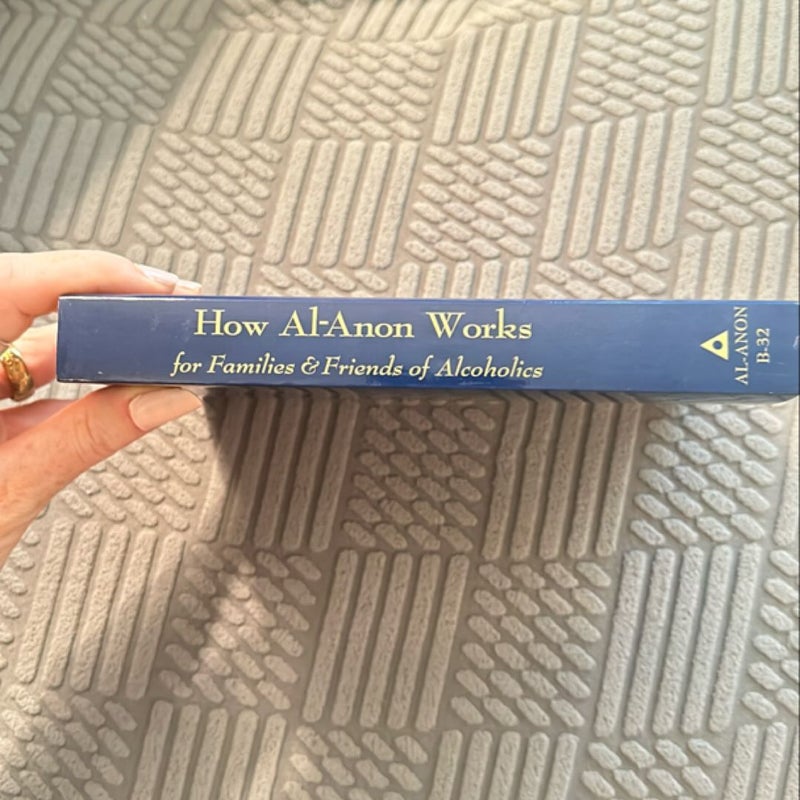 How Al-Anon Works
for Families & Friends of Alcoholics
AL-ANON
B-32